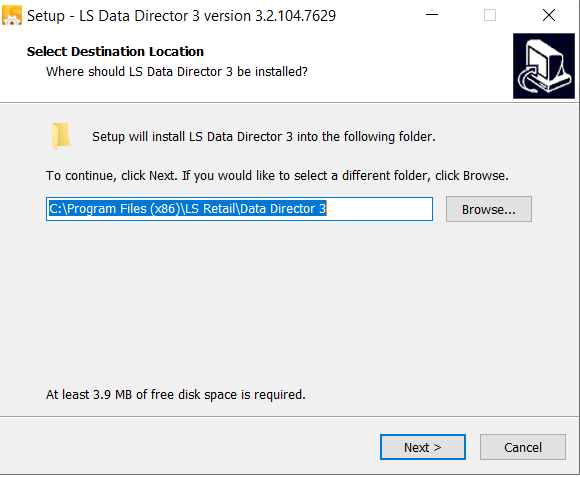 Setup - LS Data Director 3 version 3.2.104.7629
Select Destination Location
Where should LS Data Director 3 be installed?
Setup will install LS Data Director 3 into the following folder.
To continue, click Next. If you would like to select a different folder, click Browse.
C:\Program Files (x86)\LS Retail\Data Director 3
Browse...
At least 3.9 MB of free disk space is required.
Next >
Cancel